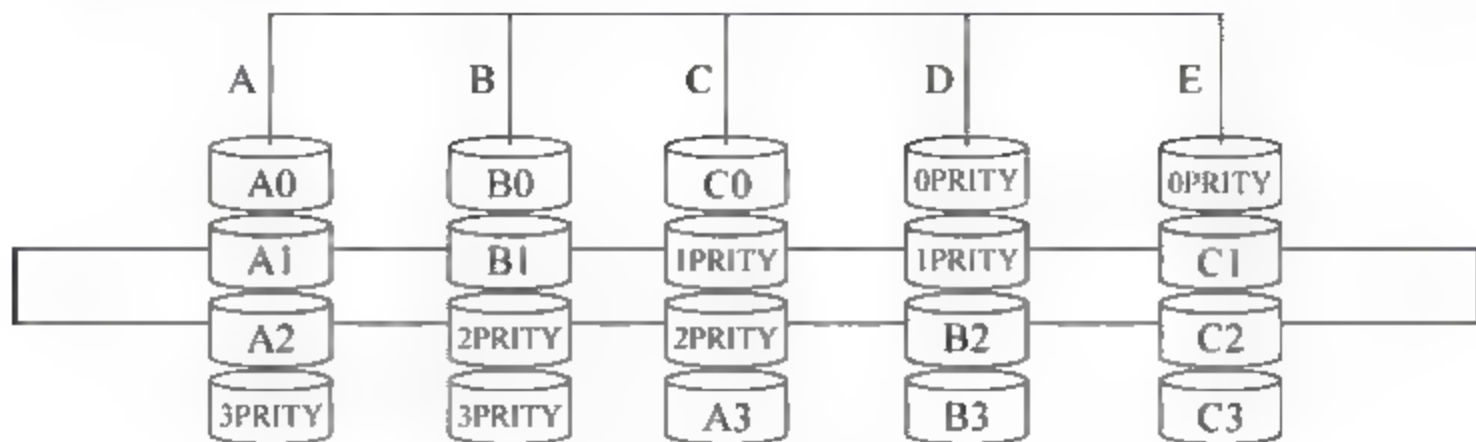 A B C D E
A0 B0 C0 0PRITY 0PRITY
A1 B1 1PRITY 1PRITY C1
A2 2PRITY 2PRITY B2 C2
3PRITY 3PRITY A3 B3 C3